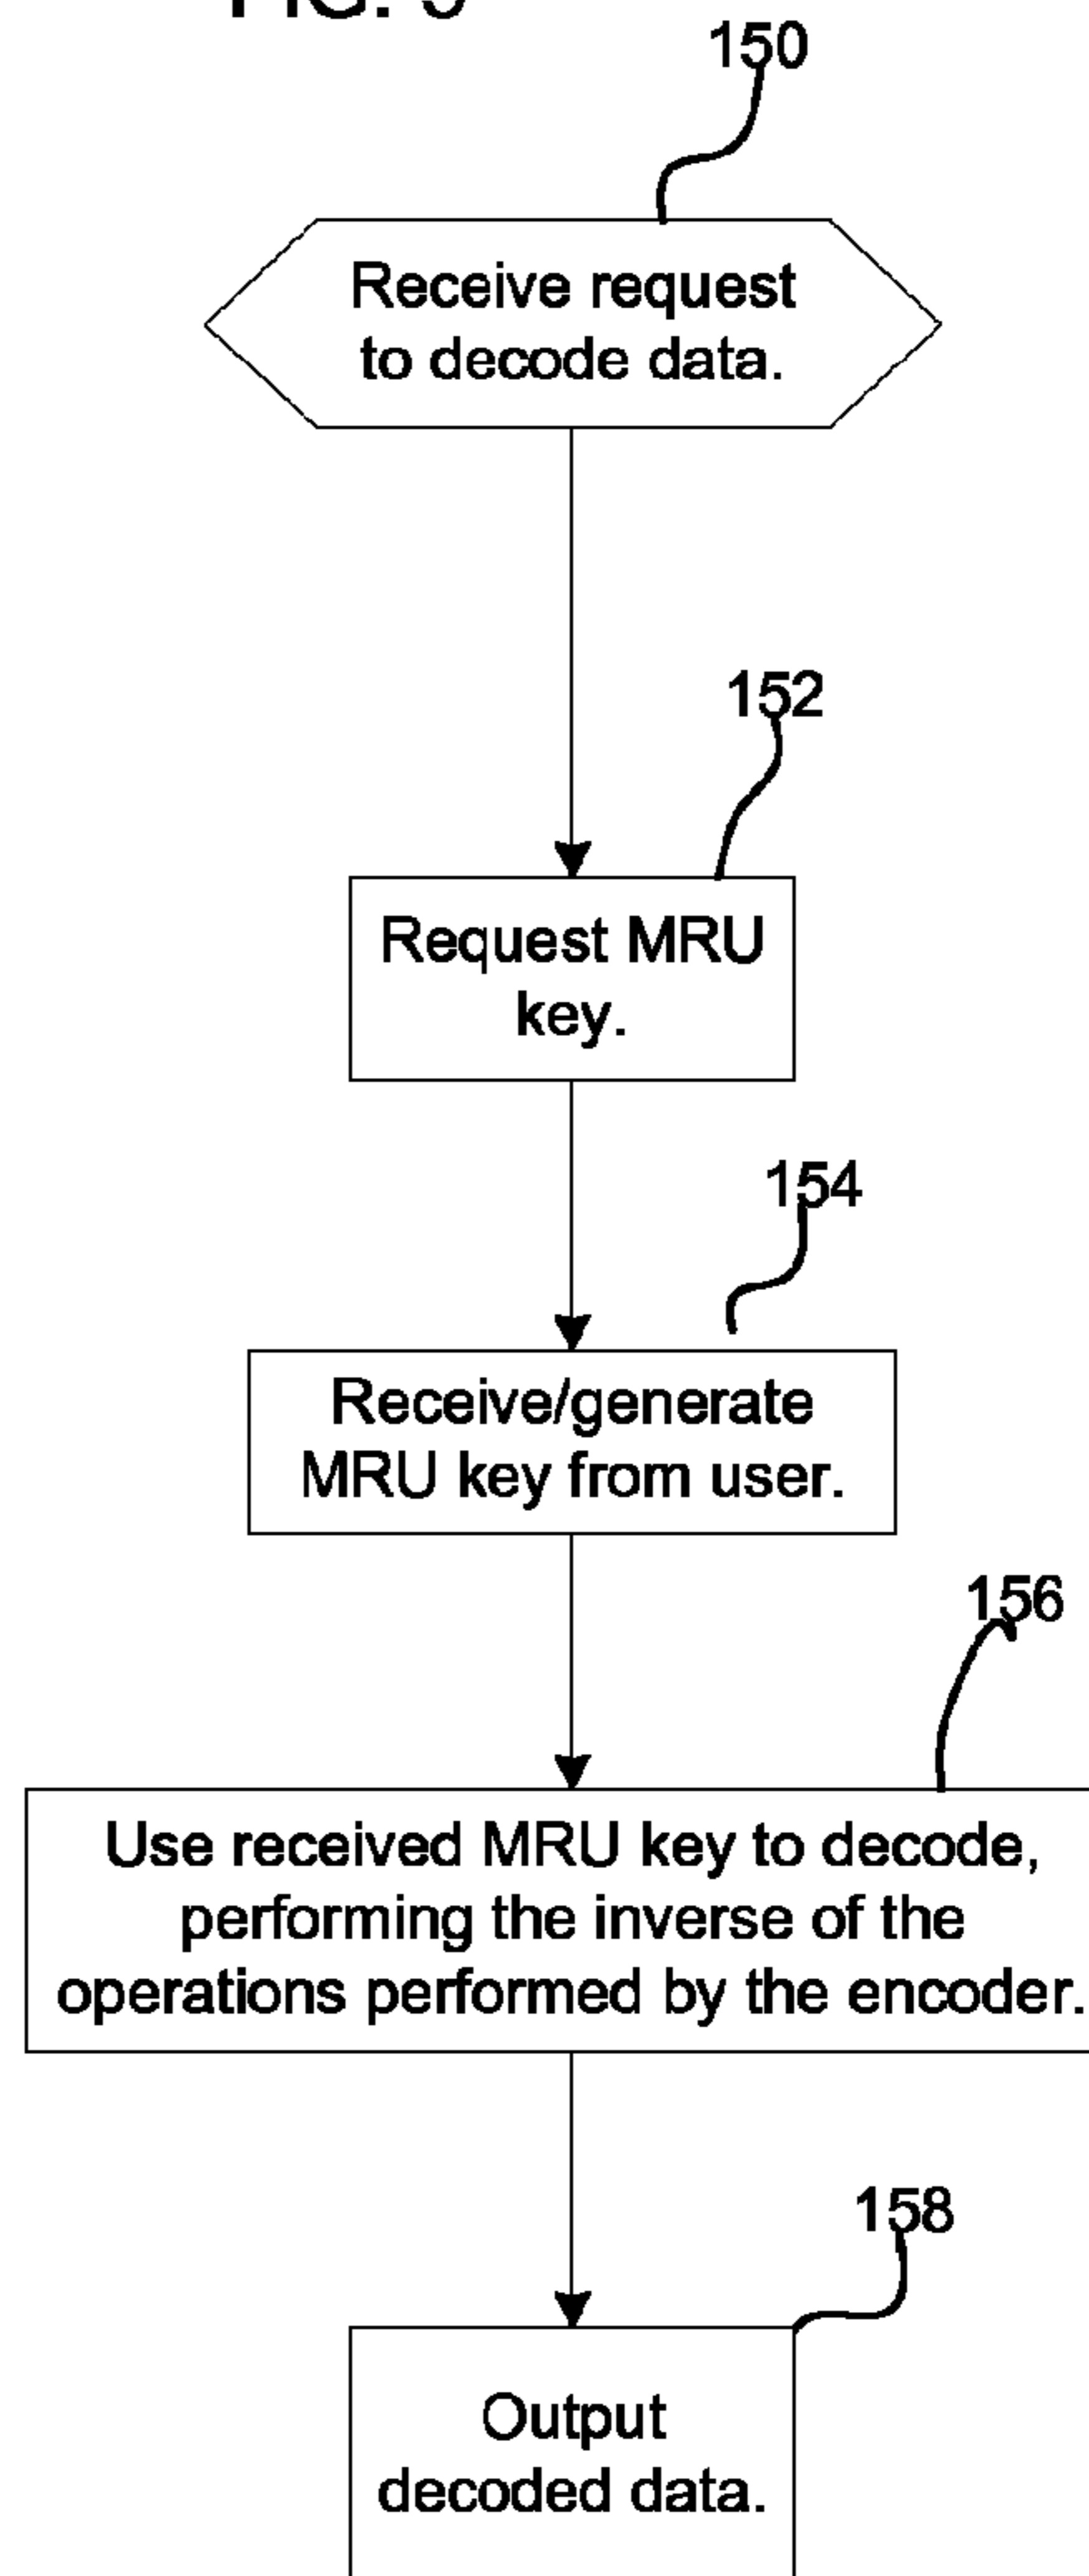 FIG.
150
Receive request
to decode data.
152
Request MRU
key.
154
Receive/generate
MRU key from user.
156
Use received MRU key to decode,
performing the inverse of the
operations performed by the encoder.
158
Output
decoded data.